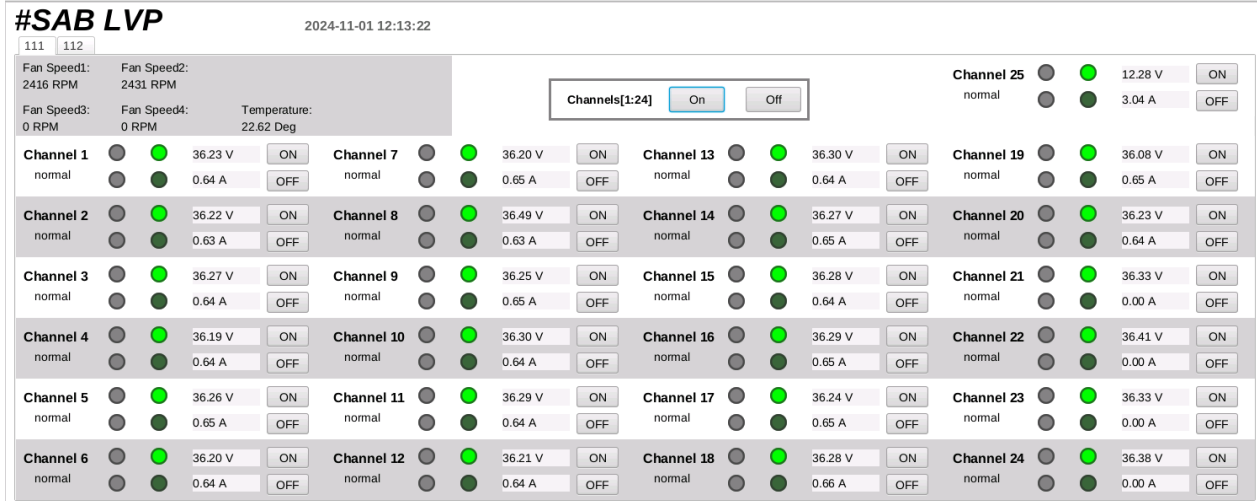 #SAB LVP 2024-11-01 12:13:22
111 112
Fan Speed1: Fan Speed2:
2416 RPM 2431 RPM
Fan Speed3: Fan Speed4: Temperature:
0 RPM 0 RPM 22.62 Deg
Channels[1:24] On Off
Channel 25 12.28 V ON
normal 3.04 A OFF
Channel 1 36.23 V ON Channel 7 36.20 V ON Channel 13 36.30 V ON Channel 19 36.08 V ON
normal 0.64 A OFF normal 0.65 A OFF normal 0.64 A OFF normal 0.65 A OFF
Channel 2 36.22 V ON Channel 8 36.49 V ON Channel 14 36.27 V ON Channel 20 36.23 V ON
normal 0.63 A OFF normal 0.63 A OFF normal 0.65 A OFF normal 0.64 A OFF
Channel 3 36.27 V ON Channel 9 36.25 V ON Channel 15 36.28 V ON Channel 21 36.33 V ON
normal 0.64 A OFF normal 0.65 A OFF normal 0.64 A OFF normal 0.00 A OFF
Channel 4 36.19 V ON Channel 10 36.30 V ON Channel 16 36.29 V ON Channel 22 36.41 V ON
normal 0.64 A OFF normal 0.64 A OFF normal 0.65 A OFF normal 0.00 A OFF
Channel 5 36.26 V ON Channel 11 36.29 V ON Channel 17 36.24 V ON Channel 23 36.33 V ON
normal 0.65 A OFF normal 0.64 A OFF normal 0.65 A OFF normal 0.00 A OFF
Channel 6 36.20 V ON Channel 12 36.21 V ON Channel 18 36.28 V ON Channel 24 36.38 V ON
normal 0.64 A OFF normal 0.64 A OFF normal 0.66 A OFF normal 0.00 A OFF